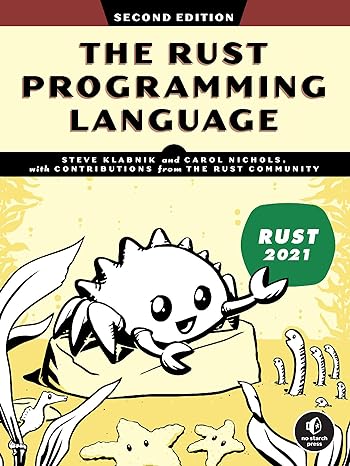 SECOND EDITION
THE RUST
PROGRAMMING
LANGUAGE
STEVE KLABNIK and CAROL NICHOLS,
with CONTRIBUTIONS from THE RUST COMMUNITY
RUST
2021
no starch
press